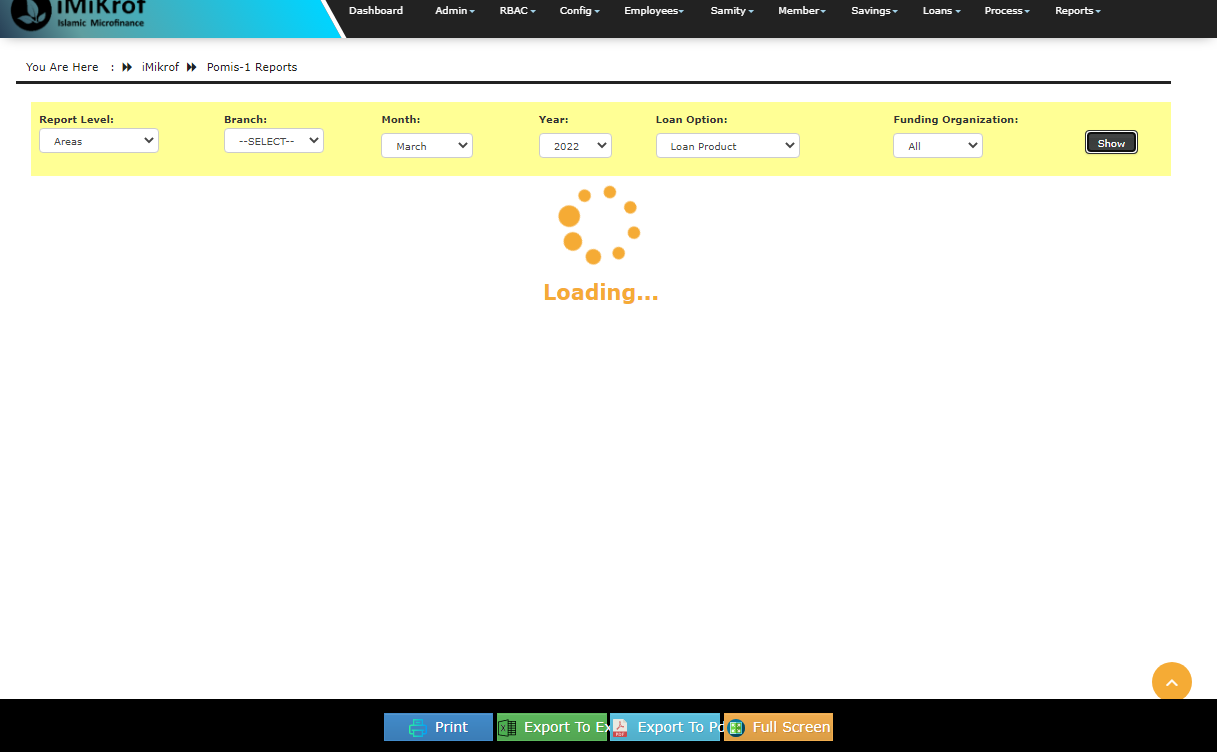 iMiKrof
Islamic Microfinance
Dashboard Admin RBAC Config Employees Samity Member Savings Loans Process Reports
You Are Here : iMikrof Pomis-1 Reports
Report Level: Branch: Month: Year: Loan Option: Funding Organization:
Areas --SELECT-- March 2022 Loan Product All Show
Loading...
Print Export To Ex Export To Pd Full Screen